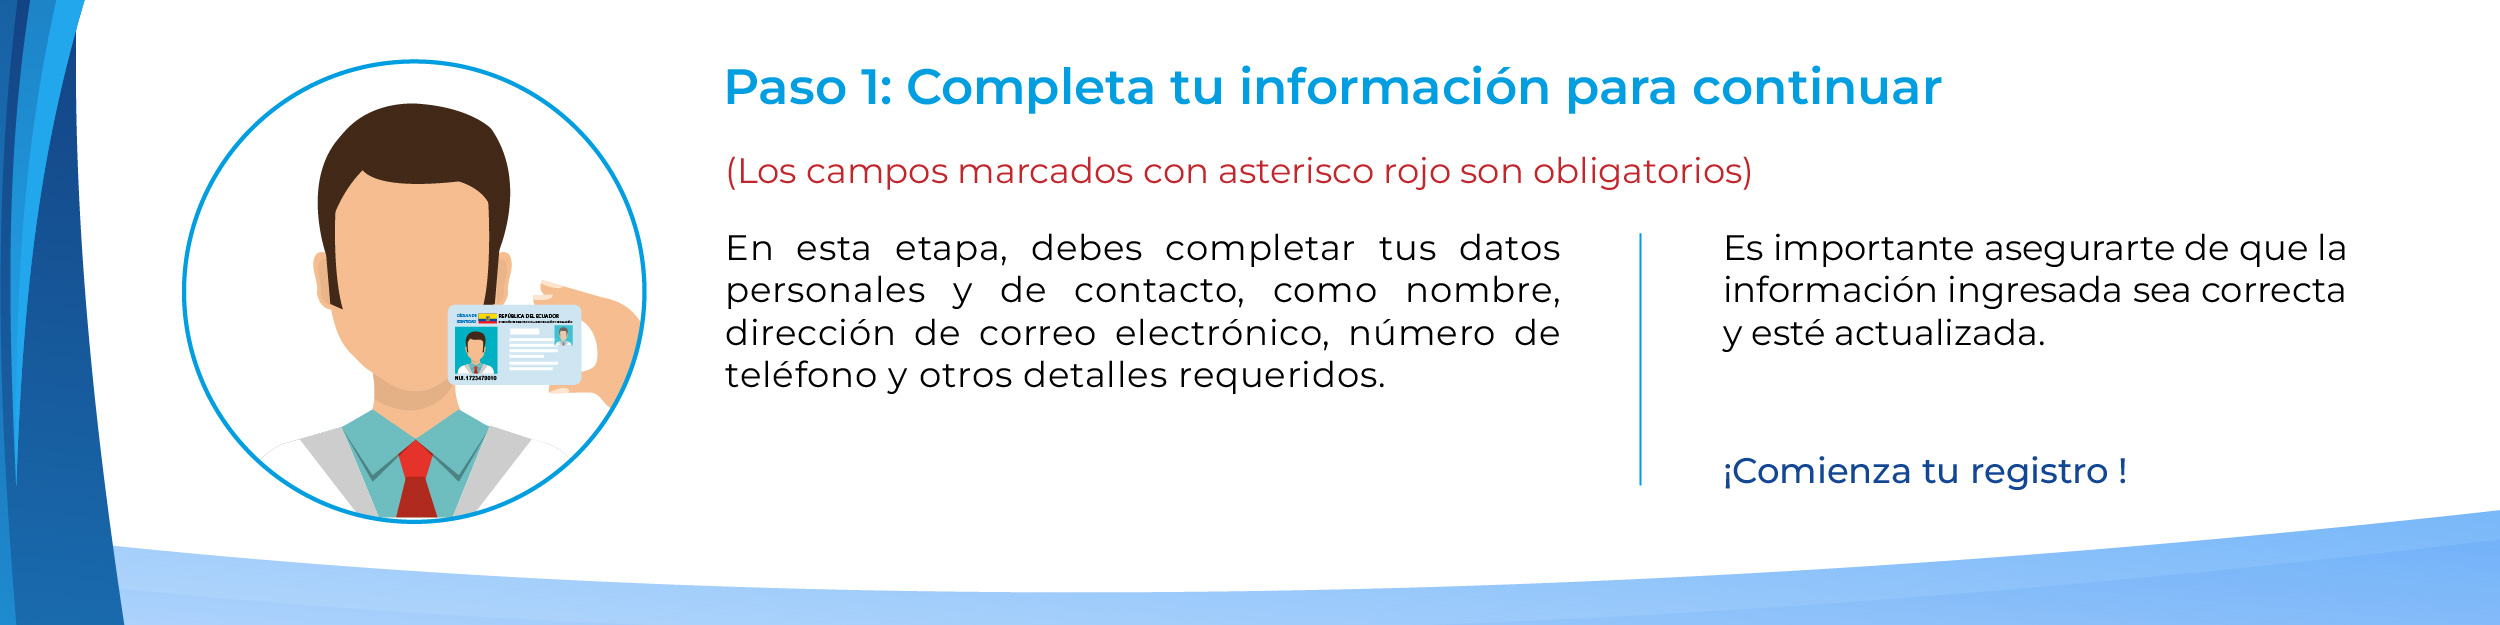 Paso 1: Completa tu información para continuar
(Los campos marcados con asterisco rojo son obligatorios)
En esta etapa, debes completar tus datos
personales y de contacto, como nombre,
dirección de correo electrónico, número de
teléfono y otros detalles requeridos.
Es importante asegurarte de que la
información ingresada sea correcta
y esté actualizada.
¡Comienza tu registro !
CÉDULA DE
IDENTIDAD
REPÚBLICA DEL ECUADOR
NUI.1723479010